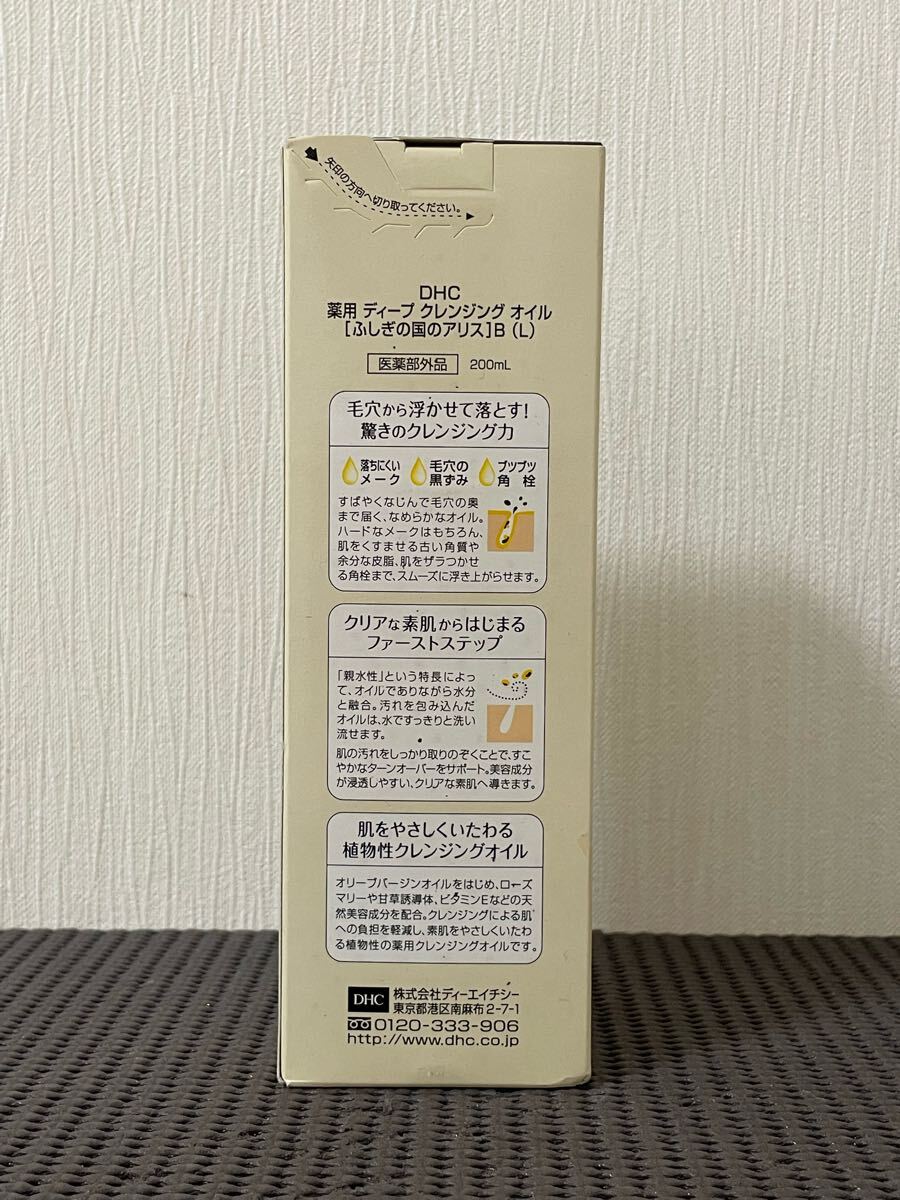 矢印の方向へ切り取ってください。
DHC
薬用 ディープ クレンジング オイル
[ふしぎの国のアリス]B (L)
医薬部外品 200mL
毛穴から浮かせて落とす!
驚きのクレンジング力
落ちにくい
メーク
毛穴の
黒ずみ
ブツブツ
角 栓
すばやくなじんで毛穴の奥
まで届く、なめらかなオイル。
ハードなメークはもちろん、
肌をくすませる古い角質や
余分な皮脂、肌をザラつかせ
る角栓まで、スムーズに浮き上がらせます。
クリアな素肌からはじまる
ファーストステップ
「親水性」という特長によっ
て、オイルでありながら水分
と融合。汚れを包み込んだ
オイルは、水ですっきりと洗い
流せます。
肌の汚れをしっかり取りのぞくことで、すこ
やかなターンオーバーをサポート。美容成分
が浸透しやすい、クリアな素肌へ導きます。
肌をやさしくいたわる
植物性クレンジングオイル
オリーブバージンオイルをはじめ、ローズ
マリーや甘草誘導体、ビタミンEなどの天
然美容成分を配合。クレンジングによる肌
への負担を軽減し、素肌をやさしくいたわ
る植物性の薬用クレンジングオイルです。
DHC 株式会社ディーエイチシー
東京都港区南麻布2-7-1
0120-333-906
http://www.dhc.co.jp